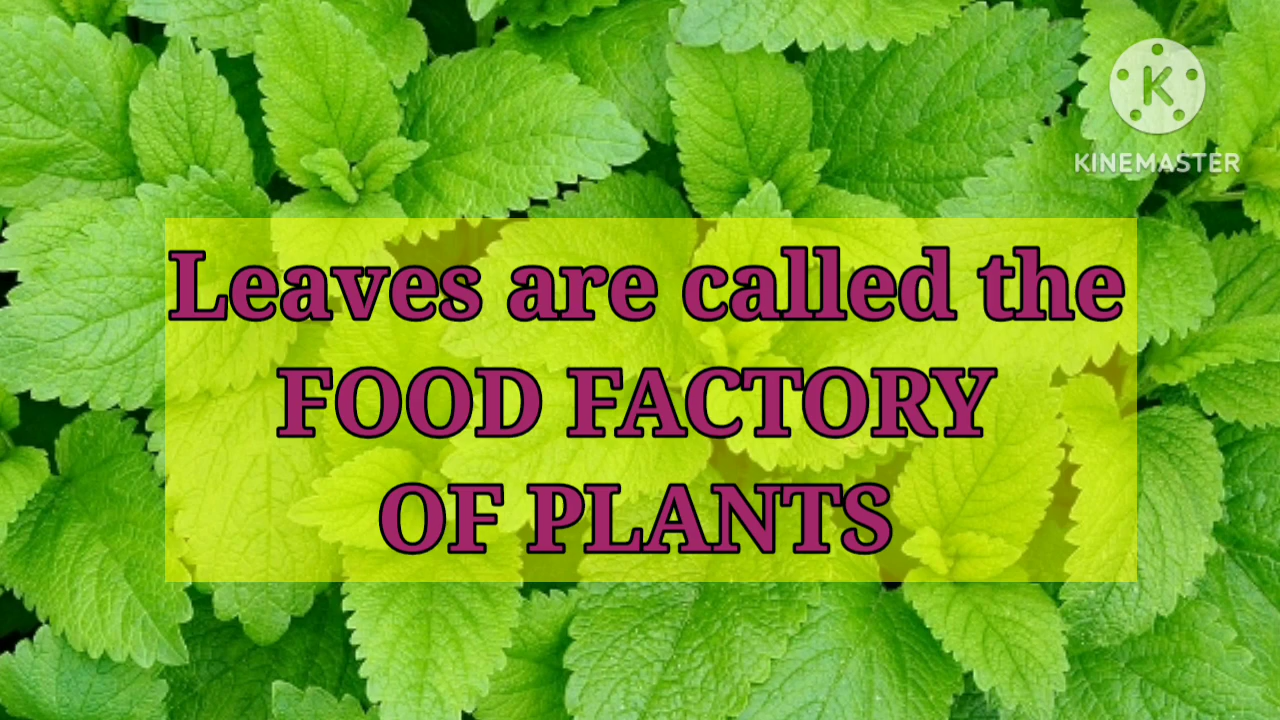 K
KINEMASTER
Leaves are called the
FOOD FACTORY
OF PLANTS